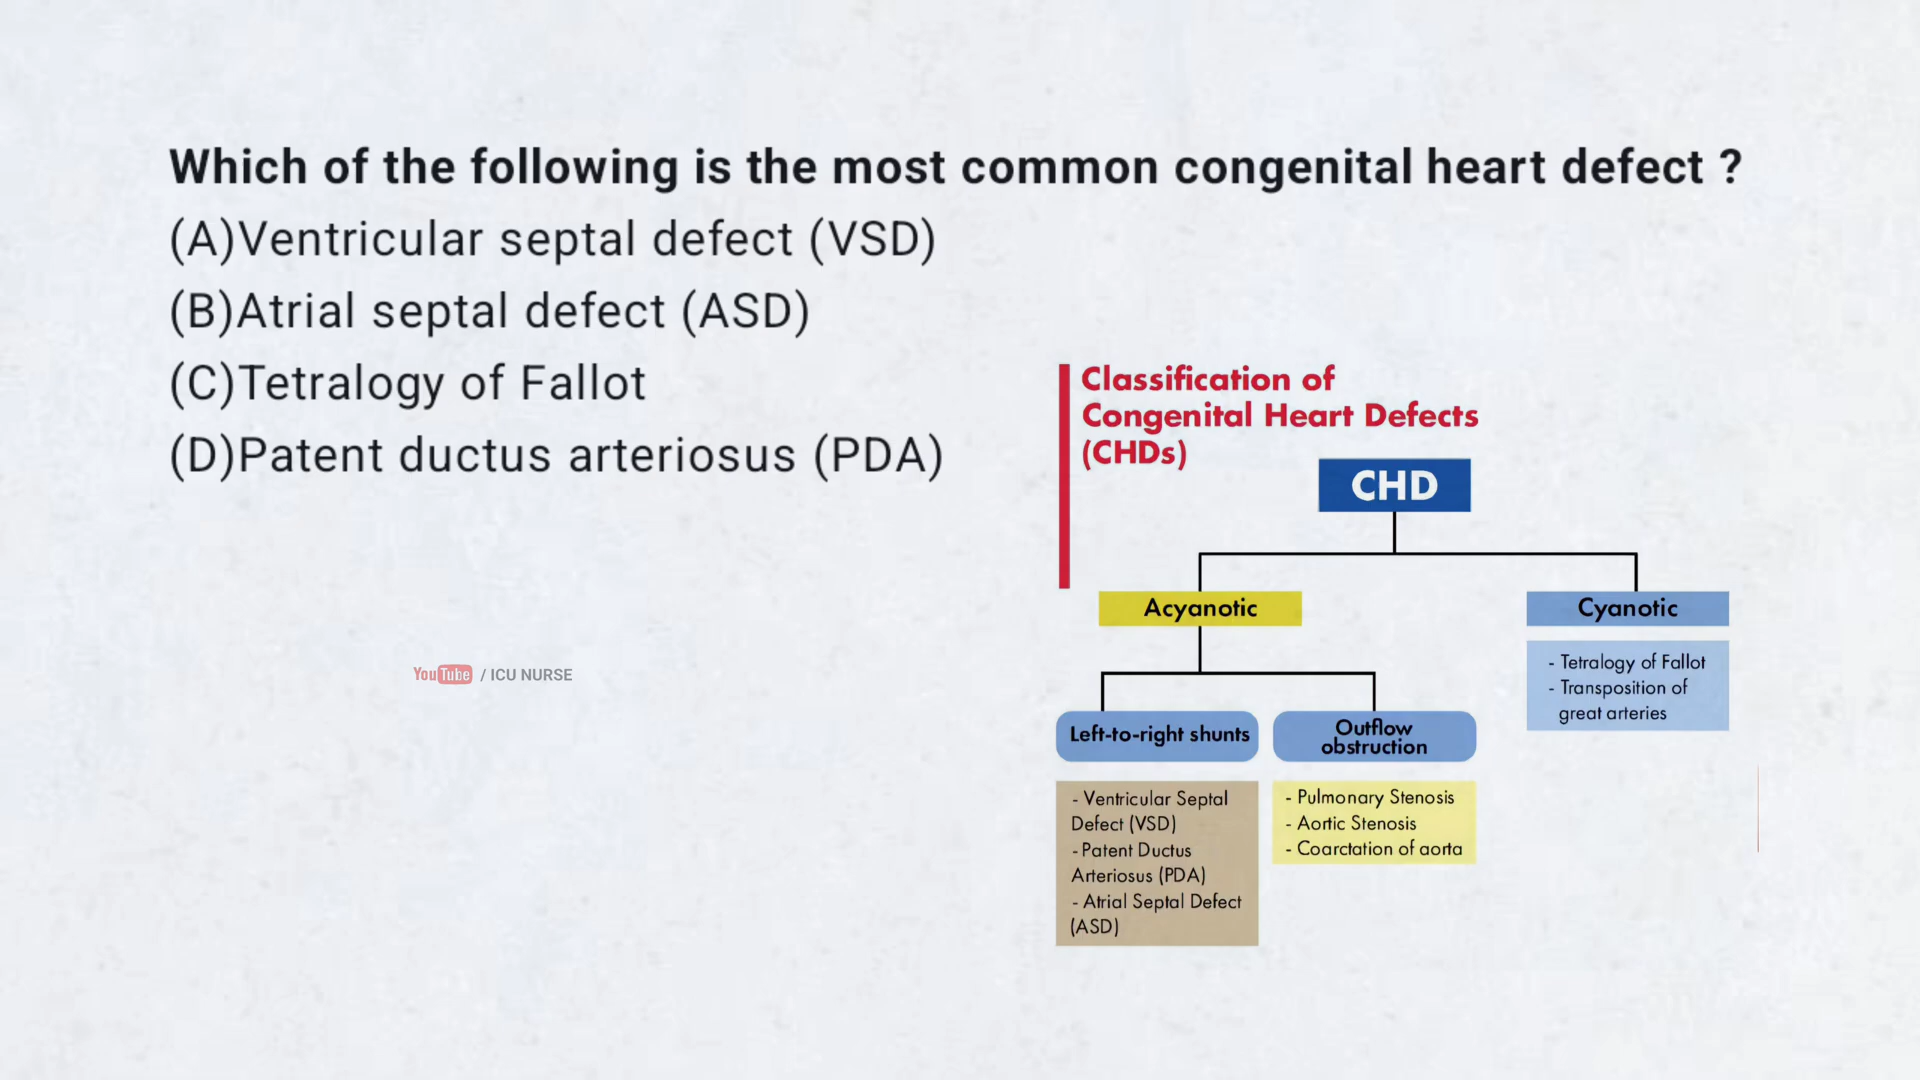 Which of the following is the most common congenital heart defect ?
(A)Ventricular septal defect (VSD)
(B)Atrial septal defect (ASD)
(C)Tetralogy of Fallot
(D)Patent ductus arteriosus (PDA)
YouTube / ICU NURSE
Classification of
Congenital Heart Defects
(CHDs)
CHD
Acyanotic
Cyanotic
- Tetralogy of Fallot
- Transposition of
great arteries
Left-to-right shunts
Outflow
obstruction
- Ventricular Septal
Defect (VSD)
- Patent Ductus
Arteriosus (PDA)
- Atrial Septal Defect
(ASD)
- Pulmonary Stenosis
- Aortic Stenosis
- Coarctation of aorta